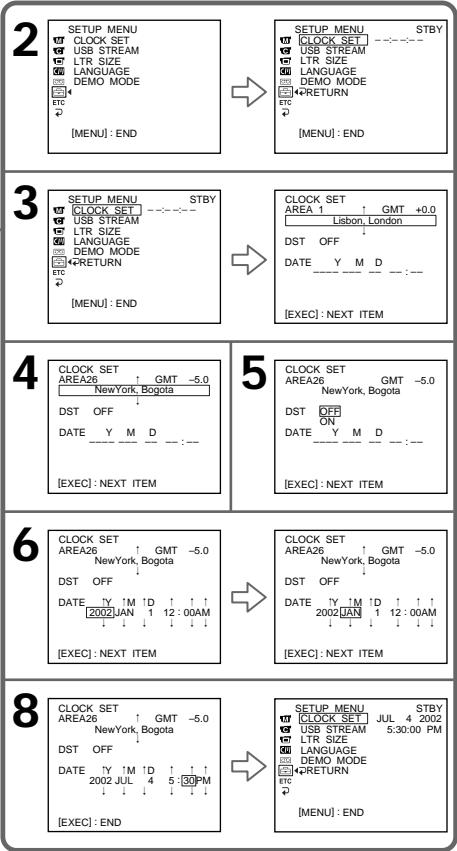 2
SETUP MENU
CLOCK SET
USB STREAM
LTR SIZE
LANGUAGE
DEMO MODE
ETC
[MENU] : END
SETUP MENU STBY
CLOCK SET – –:– –:– –
USB STREAM
LTR SIZE
LANGUAGE
DEMO MODE
RETURN
ETC
[MENU] : END
3
SETUP MENU STBY
CLOCK SET – –:– –:– –
USB STREAM
LTR SIZE
LANGUAGE
DEMO MODE
RETURN
ETC
[MENU] : END
CLOCK SET
AREA 1 ↑ GMT +0.0
Lisbon, London
↓
DST OFF
DATE Y M D
–––– ––– –– –– : ––
[EXEC] : NEXT ITEM
4
CLOCK SET
AREA26 ↑ GMT –5.0
NewYork, Bogota
↓
DST OFF
DATE Y M D
–––– ––– –– –– : ––
[EXEC] : NEXT ITEM
5
CLOCK SET
AREA26 GMT –5.0
NewYork, Bogota
DST OFF
ON
DATE Y M D
–––– ––– –– –– : ––
[EXEC] : NEXT ITEM
6
CLOCK SET
AREA26 ↑ GMT –5.0
NewYork, Bogota
↓
DST OFF
DATE ↑Y ↑M ↑D ↑ ↑ ↑
2002 JAN 1 12 : 00AM
↓ ↓ ↓ ↓ ↓ ↓
[EXEC] : NEXT ITEM
CLOCK SET
AREA26 ↑ GMT –5.0
NewYork, Bogota
↓
DST OFF
DATE ↑Y ↑M ↑D ↑ ↑ ↑
2002 JAN 1 12 : 00AM
↓ ↓ ↓ ↓ ↓ ↓
[EXEC] : NEXT ITEM
8
CLOCK SET
AREA26 ↑ GMT –5.0
NewYork, Bogota
↓
DST OFF
DATE ↑Y ↑M ↑D ↑ ↑ ↑
2002 JUL 4 5 : 30PM
↓ ↓ ↓ ↓ ↓ ↓
[EXEC] : END
SETUP MENU STBY
CLOCK SET JUL 4 2002
USB STREAM 5:30:00 PM
LTR SIZE
LANGUAGE
DEMO MODE
RETURN
ETC
[MENU] : END